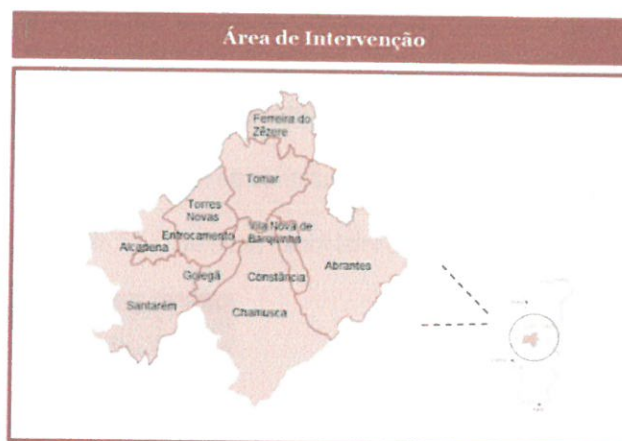 Área de Intervenção
Ferreira do
Zêzere
Tomar
Torres
Novas
Vila Nova de
Barquinha
Entrocamento
Alcanena
Abrantes
Golegã
Constância
Santarém
Chamusca